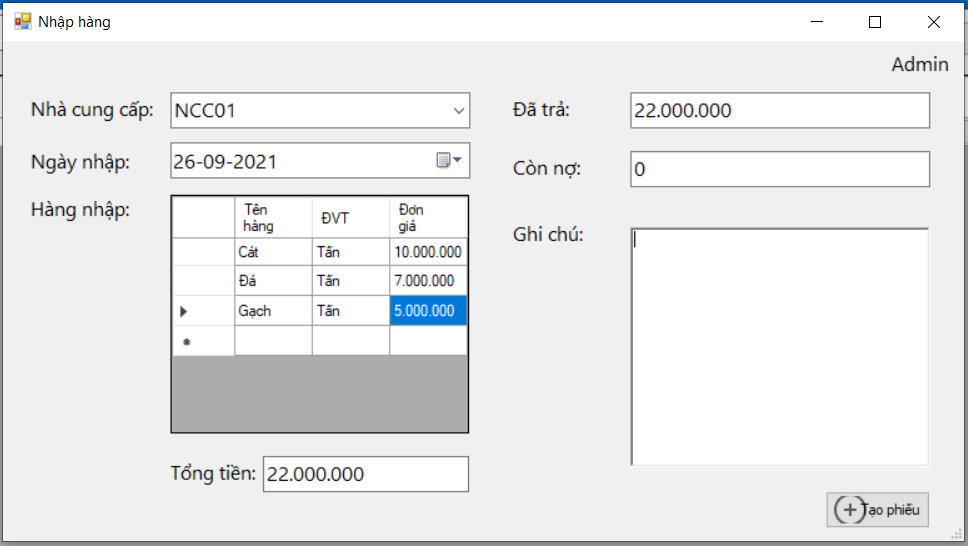 Nhập hàng
Admin
Nhà cung cấp: NCC01
Ngày nhập: 26-09-2021
Hàng nhập:
Tên hàng ĐVT Đơn giá
Cát Tấn 10.000.000
Đá Tấn 7.000.000
Gạch Tấn 5.000.000
Tổng tiền: 22.000.000
Đã trả: 22.000.000
Còn nợ: 0
Ghi chú:
Tạo phiếu